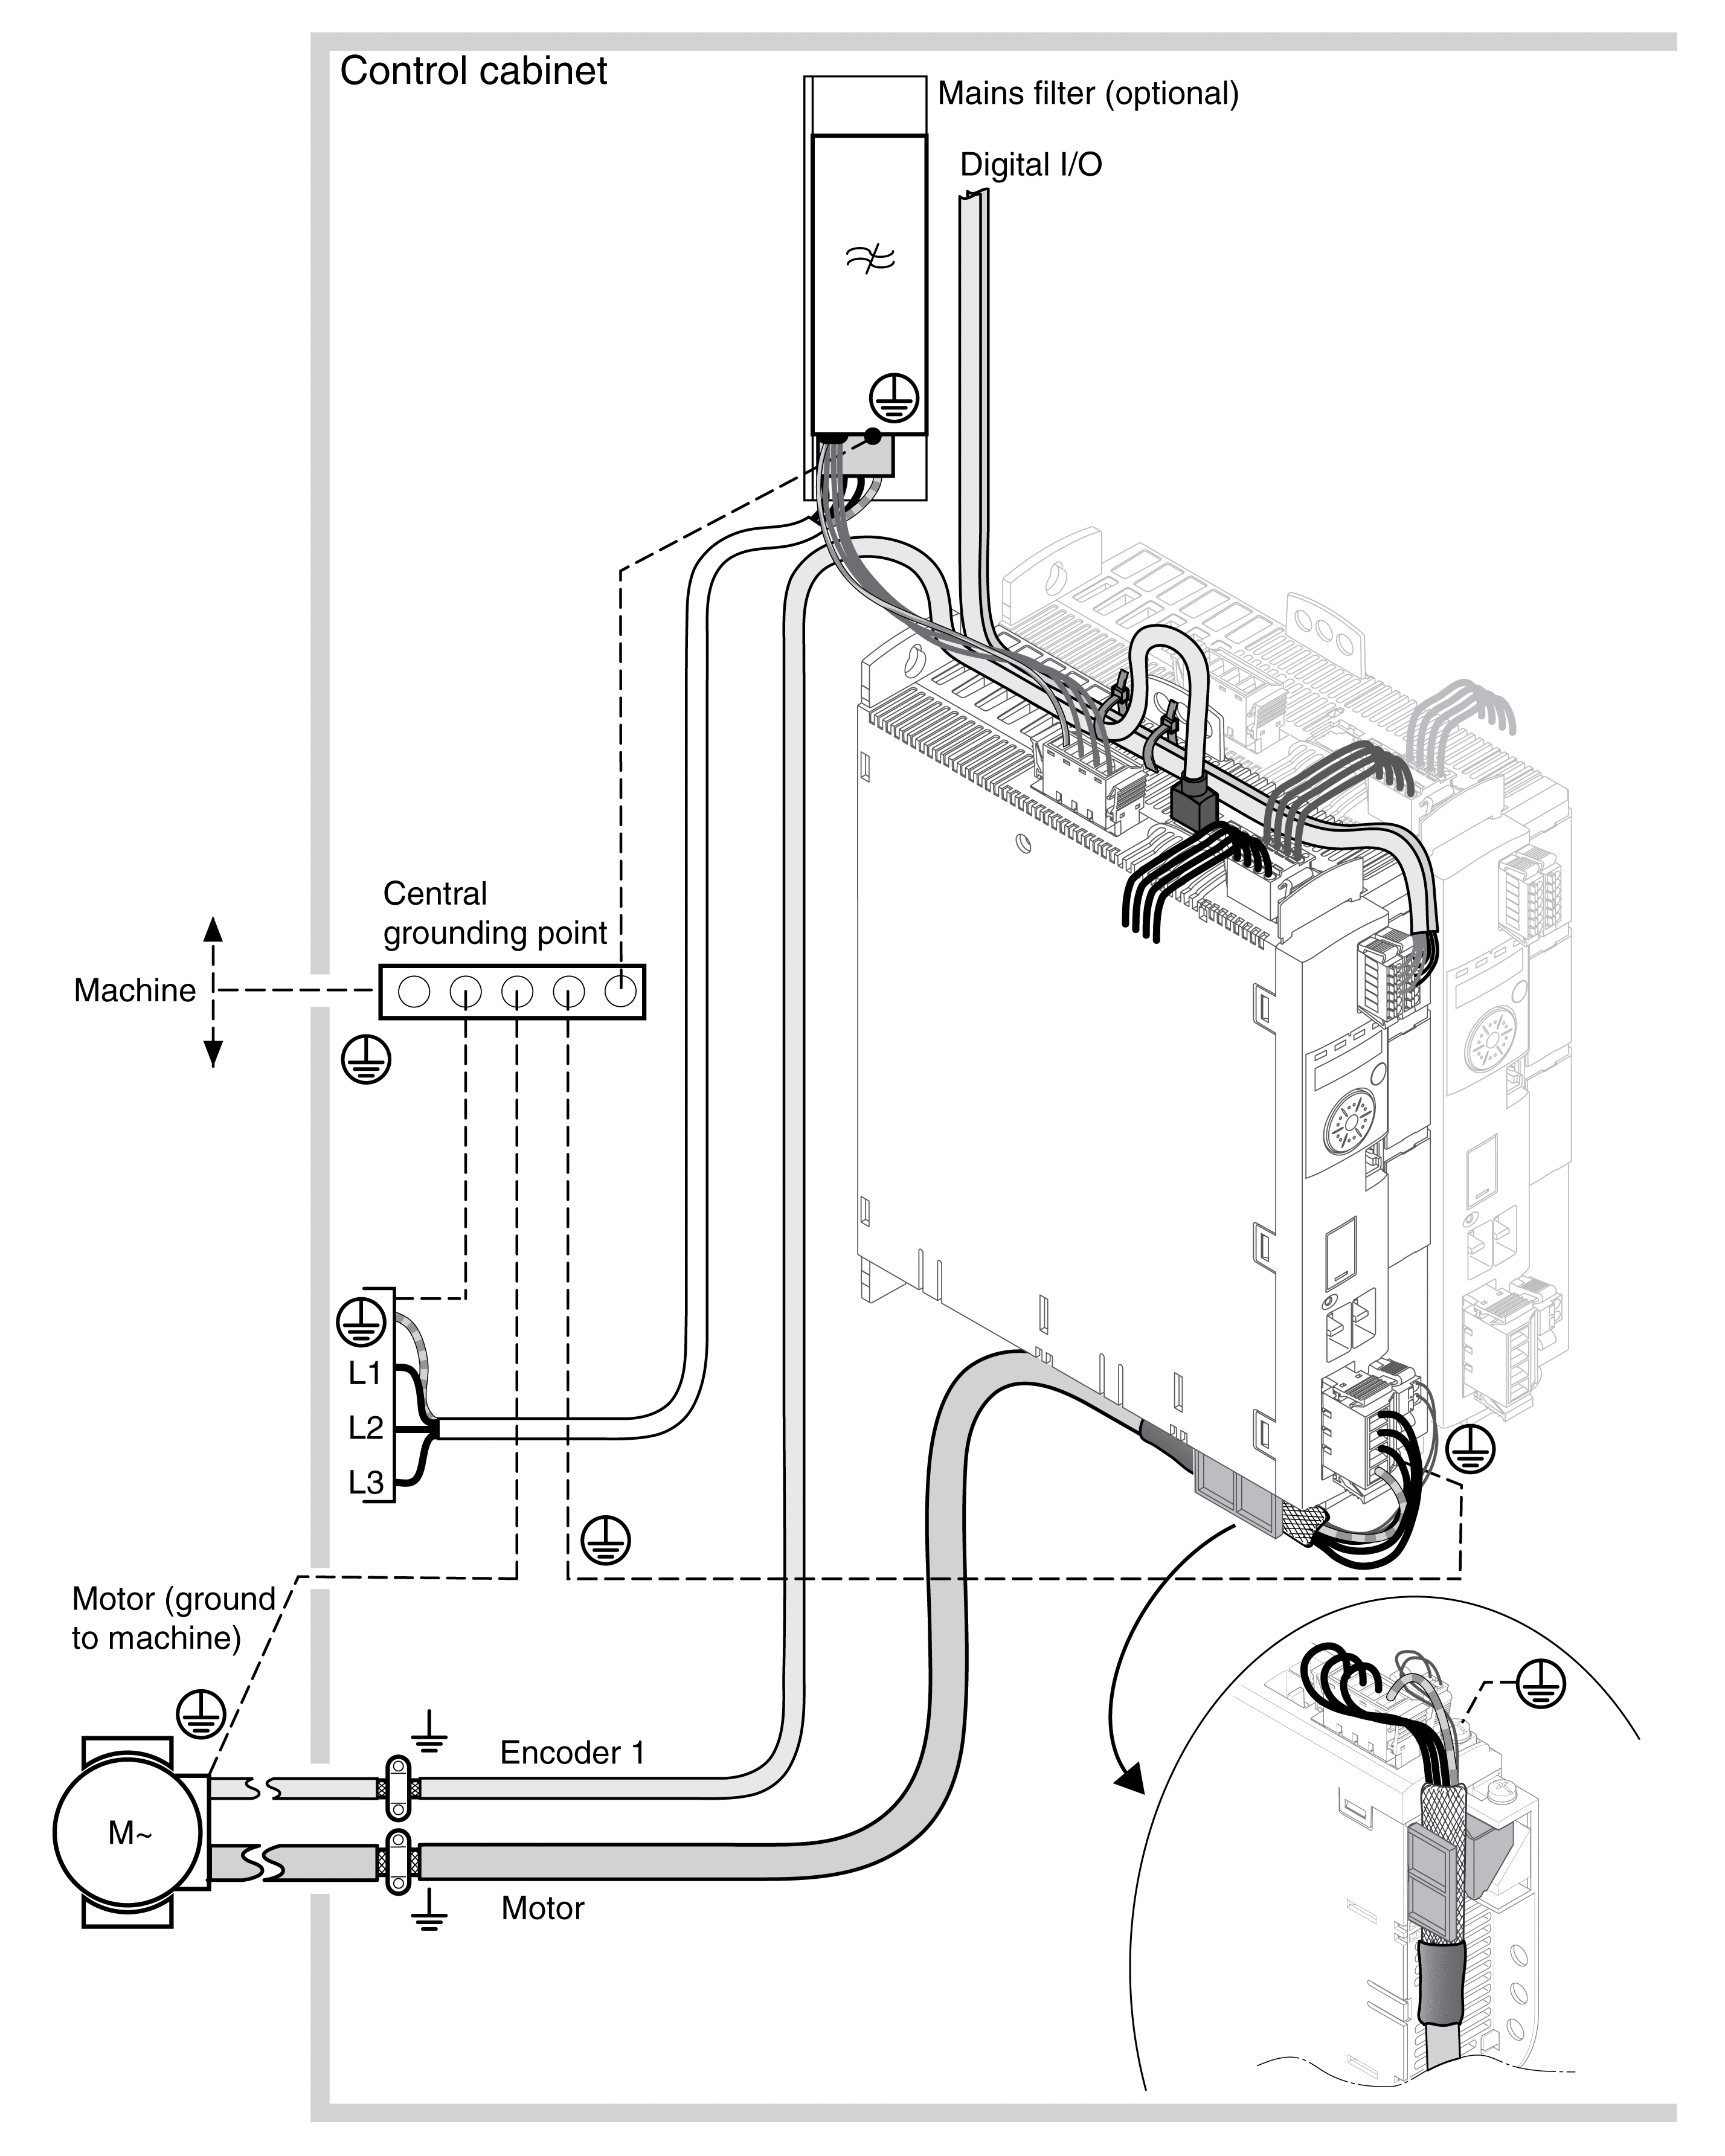 Control cabinet
Mains filter (optional)
Digital I/O
Central
grounding point
Machine
L1
L2
L3
Motor (ground
to machine)
Encoder 1
M~
Motor